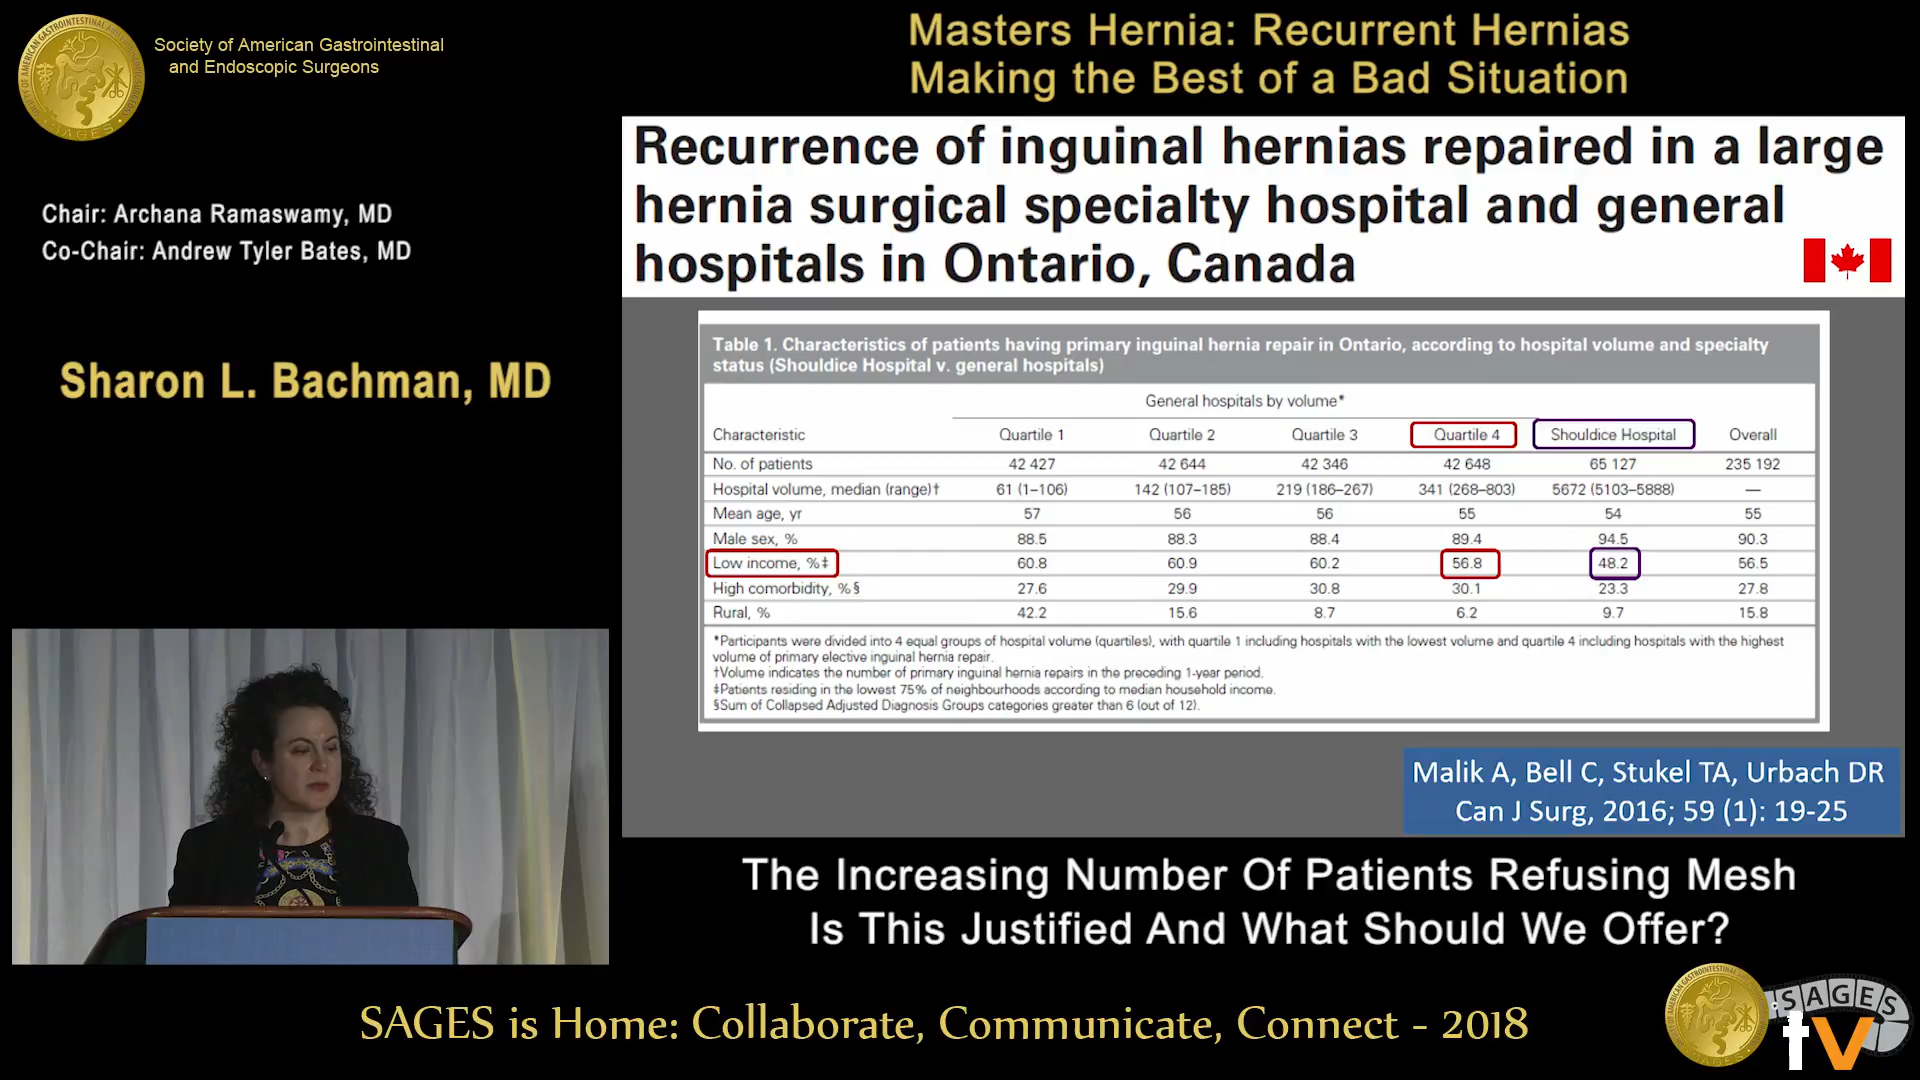 Society of American Gastrointestinal
and Endoscopic Surgeons
Masters Hernia: Recurrent Hernias
Making the Best of a Bad Situation
Chair: Archana Ramaswamy, MD
Co-Chair: Andrew Tyler Bates, MD
Sharon L. Bachman, MD
Recurrence of inguinal hernias repaired in a large
hernia surgical specialty hospital and general
hospitals in Ontario, Canada
Table 1. Characteristics of patients having primary inguinal hernia repair in Ontario, according to hospital volume and specialty
status (Shouldice Hospital v. general hospitals)
General hospitals by volume*
Characteristic Quartile 1 Quartile 2 Quartile 3 Quartile 4 Shouldice Hospital Overall
No. of patients 42 427 42 644 42 346 42 648 65 127 235 192
Hospital volume, median (range)† 61 (1–106) 142 (107–185) 219 (186–267) 341 (268–803) 5672 (5103–5888) —
Mean age, yr 57 56 56 55 54 55
Male sex, % 88.5 88.3 88.4 89.4 94.5 90.3
Low income, %‡ 60.8 60.9 60.2 56.8 48.2 56.5
High comorbidity, %§ 27.6 29.9 30.8 30.1 23.3 27.8
Rural, % 42.2 15.6 8.7 6.2 9.7 15.8
*Participants were divided into 4 equal groups of hospital volume (quartiles), with quartile 1 including hospitals with the lowest volume and quartile 4 including hospitals with the highest
volume of primary elective inguinal hernia repair.
†Volume indicates the number of primary inguinal hernia repairs in the preceding 1-year period.
‡Patients residing in the lowest 75% of neighbourhoods according to median household income.
§Sum of Collapsed Adjusted Diagnosis Groups categories greater than 6 (out of 12).
Malik A, Bell C, Stukel TA, Urbach DR
Can J Surg, 2016; 59 (1): 19-25
The Increasing Number Of Patients Refusing Mesh
Is This Justified And What Should We Offer?
SAGES is Home: Collaborate, Communicate, Connect - 2018
SAGES
tv